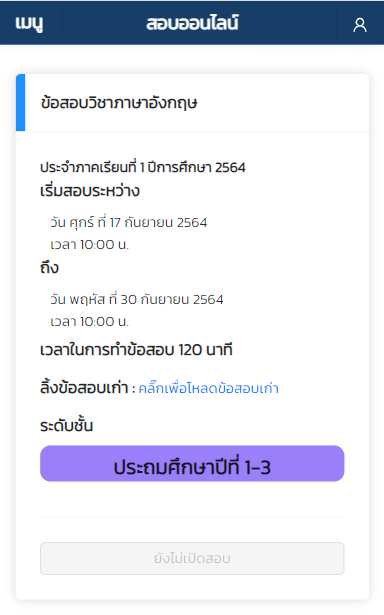 เมนู
สอบออนไลน์
ข้อสอบวิชาภาษาอังกฤษ
ประจำภาคเรียนที่ 1 ปีการศึกษา 2564
เริ่มสอบระหว่าง
วัน ศุกร์ ที่ 17 กันยายน 2564
เวลา 10:00 น.
ถึง
วัน พฤหัส ที่ 30 กันยายน 2564
เวลา 10:00 น.
เวลาในการทำข้อสอบ 120 นาที
ลิ้งข้อสอบเก่า : คลิ๊กเพื่อโหลดข้อสอบเก่า
ระดับชั้น
ประถมศึกษาปีที่ 1-3
ยังไม่เปิดสอบ